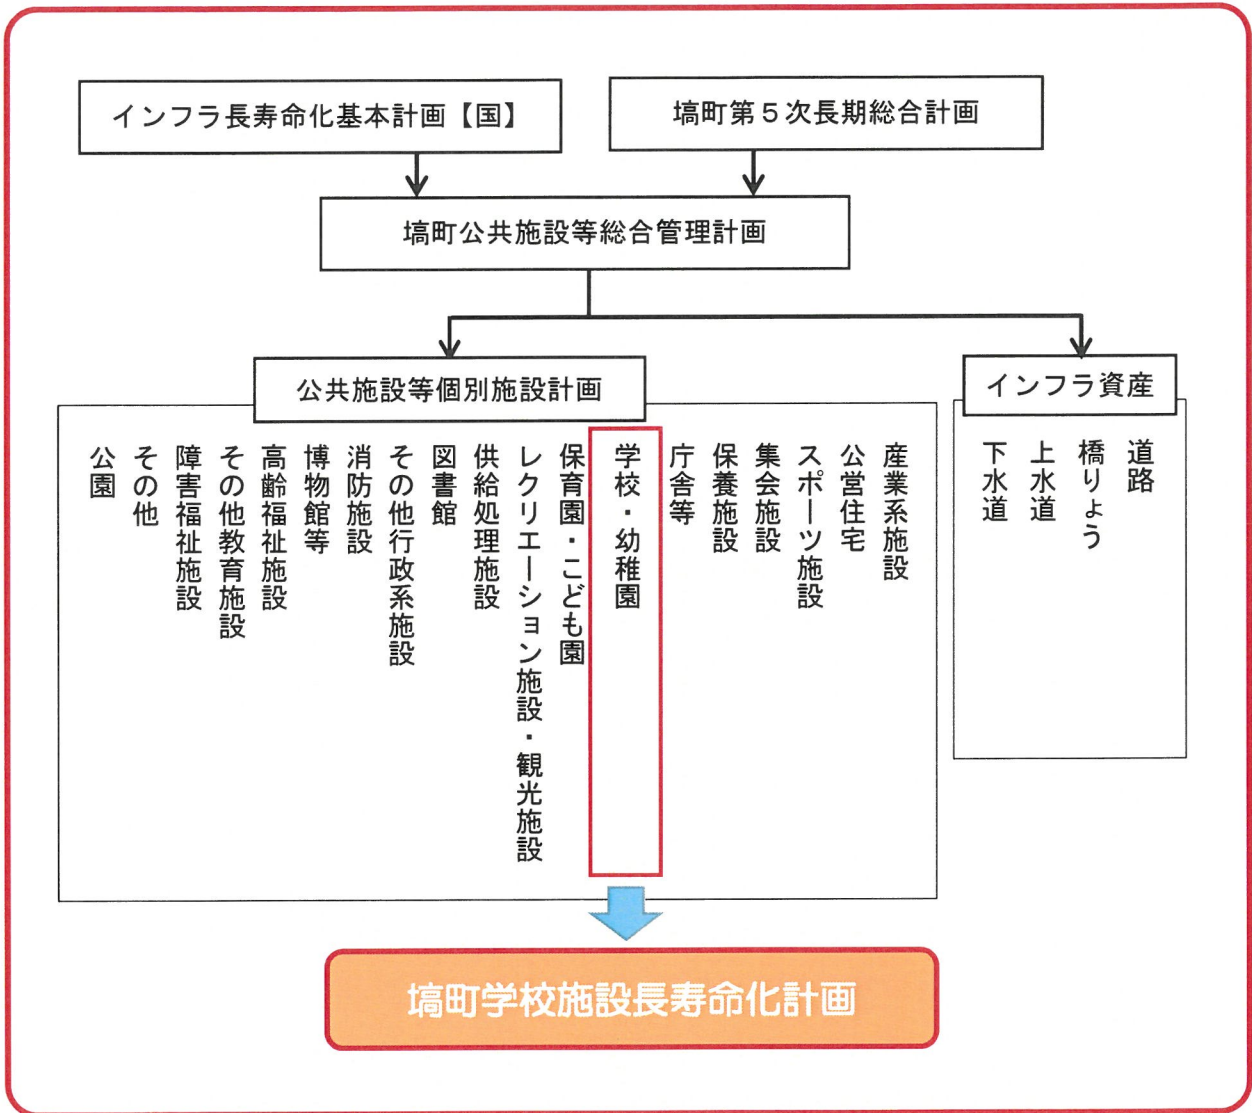 インフラ長寿命化基本計画【国】
塙町第５次長期総合計画
塙町公共施設等総合管理計画
公共施設等個別施設計画
産業系施設
公営住宅
スポーツ施設
集会施設
保養施設
庁舎等
学校・幼稚園
保育園・こども園
レクリエーション施設・観光施設
供給処理施設
図書館
その他行政系施設
消防施設
博物館等
高齢福祉施設
その他教育施設
障害福祉施設
その他
公園
インフラ資産
道路
橋りょう
上水道
下水道
塙町学校施設長寿命化計画